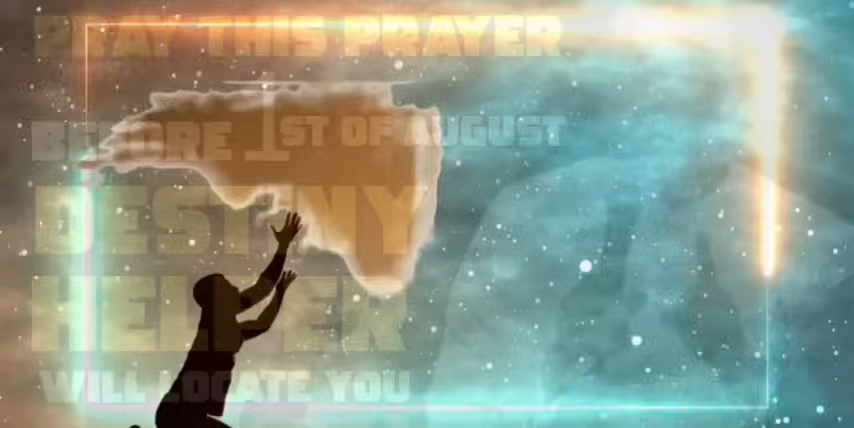 PRAY THIS PRAYER
BEFORE 1ST OF AUGUST
DESTINY
HELPER
WILL LOCATE YOU